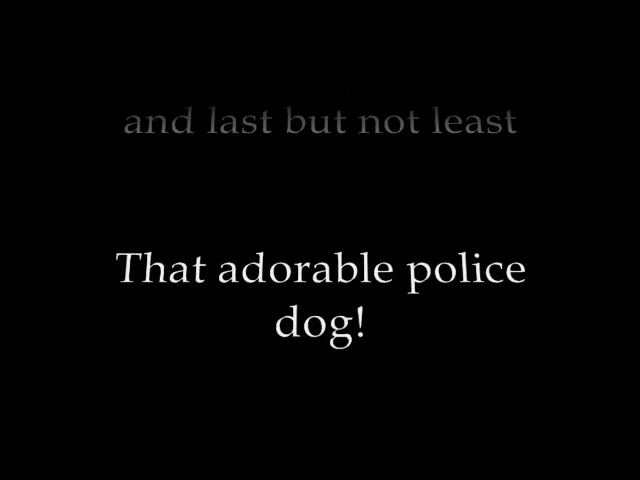 and last but not least
That adorable police
dog!